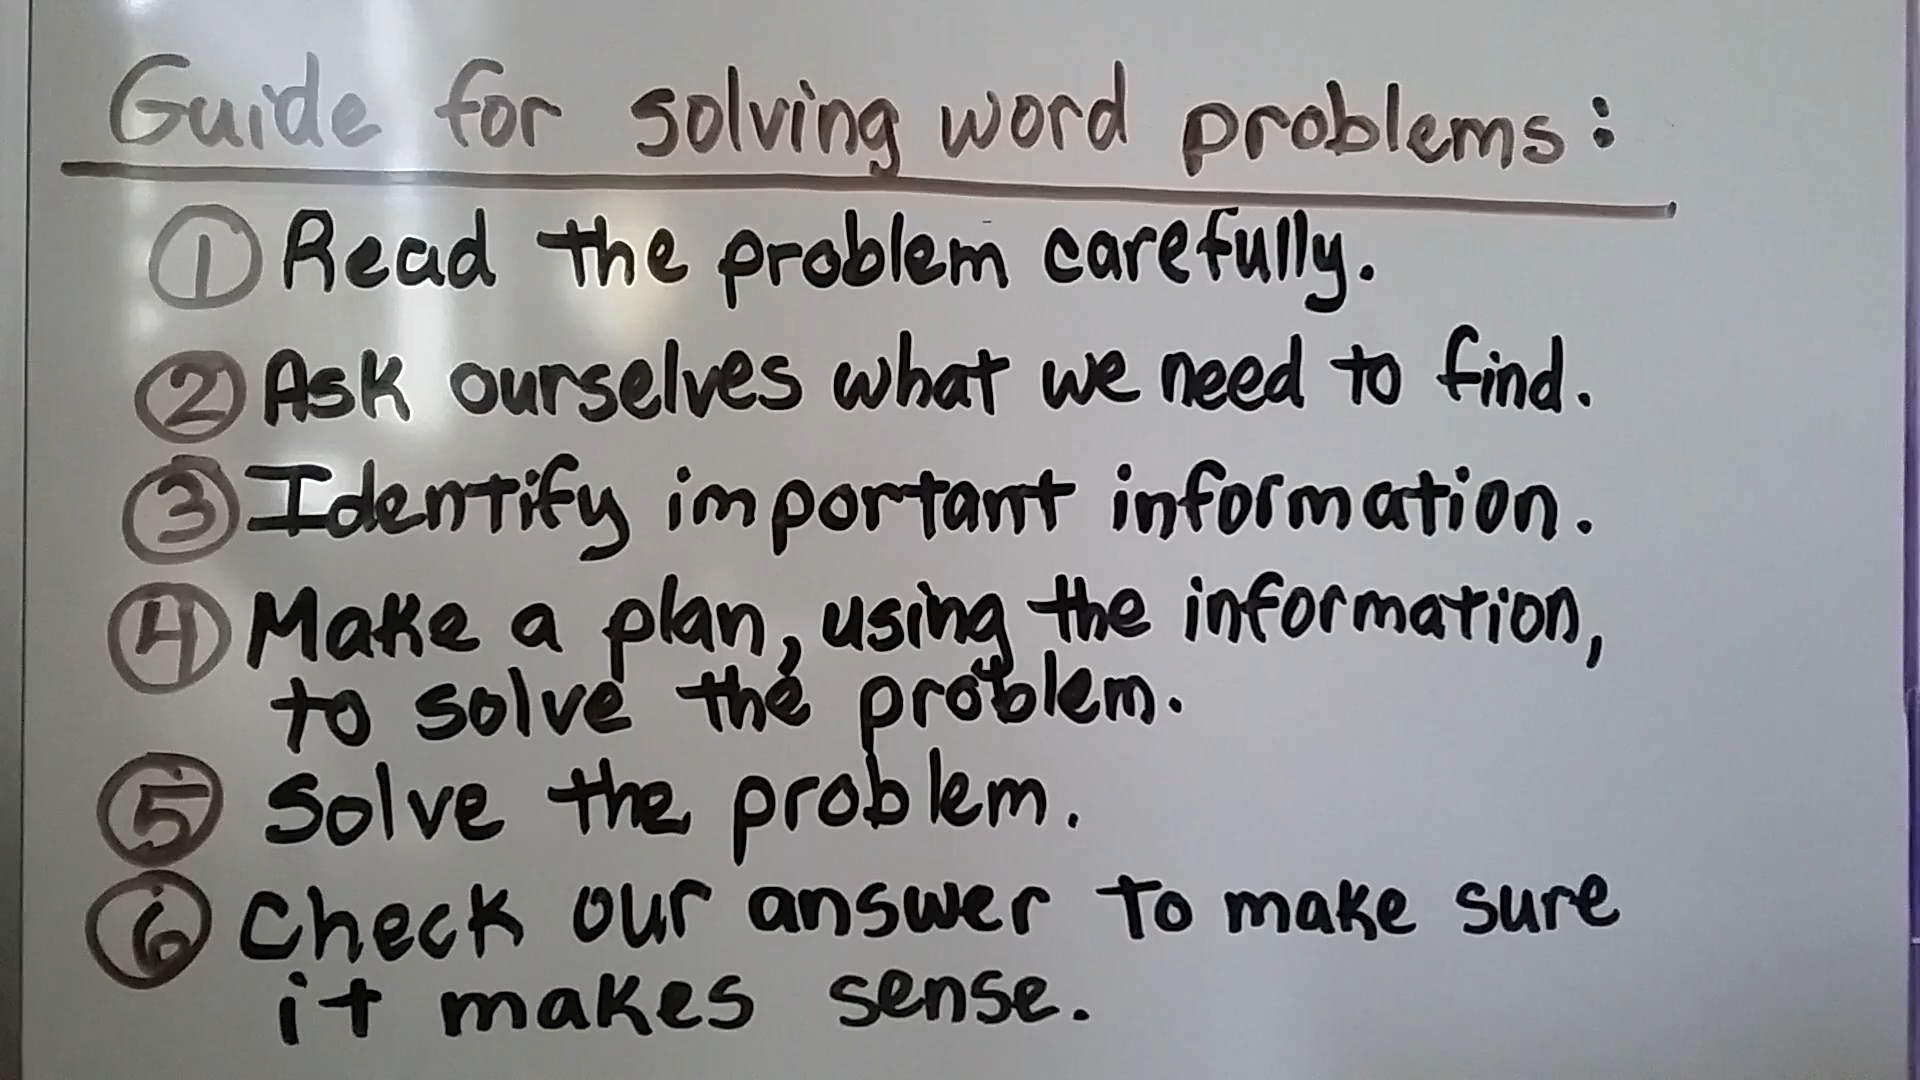 Guide for solving word problems:
① Read the problem carefully.
② Ask ourselves what we need to find.
③ Identify important information.
④ Make a plan, using the information,
to solve the problem.
⑤ Solve the problem.
⑥ Check our answer to make sure
it makes sense.